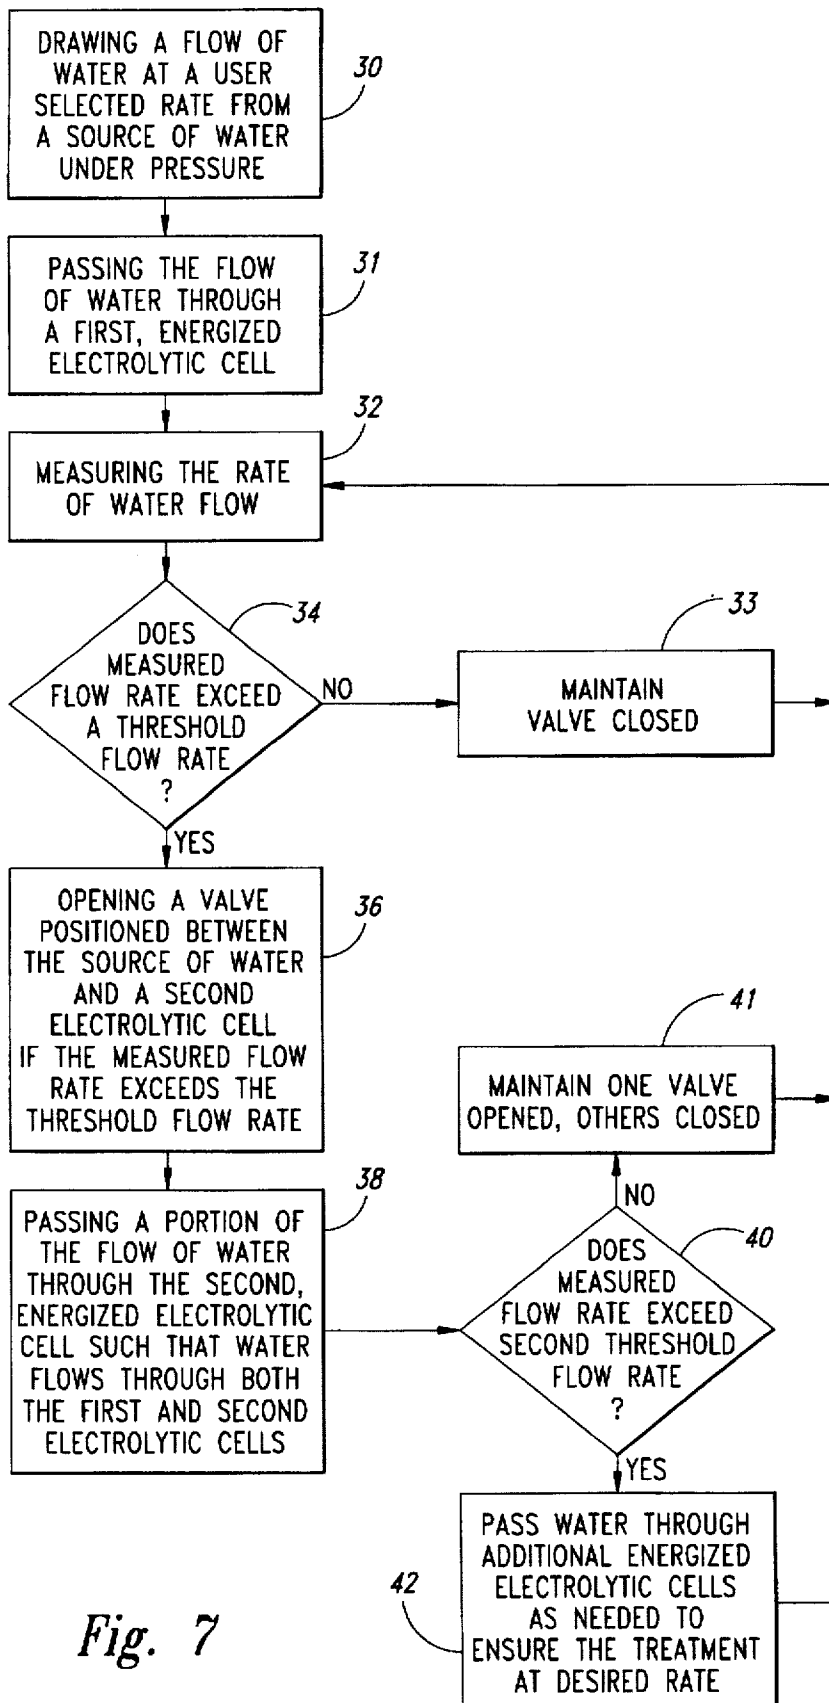 DRAWING A FLOW OF
WATER AT A USER
SELECTED RATE FROM
A SOURCE OF WATER
UNDER PRESSURE
30
PASSING THE FLOW
OF WATER THROUGH
A FIRST, ENERGIZED
ELECTROLYTIC CELL
31
MEASURING THE RATE
OF WATER FLOW
32
DOES
MEASURED
FLOW RATE EXCEED
A THRESHOLD
FLOW RATE
?
34
NO
MAINTAIN
VALVE CLOSED
33
YES
OPENING A VALVE
POSITIONED BETWEEN
THE SOURCE OF WATER
AND A SECOND
ELECTROLYTIC CELL
IF THE MEASURED FLOW
RATE EXCEEDS THE
THRESHOLD FLOW RATE
36
PASSING A PORTION OF
THE FLOW OF WATER
THROUGH THE SECOND,
ENERGIZED ELECTROLYTIC
CELL SUCH THAT WATER
FLOWS THROUGH BOTH
THE FIRST AND SECOND
ELECTROLYTIC CELLS
38
MAINTAIN ONE VALVE
OPENED, OTHERS CLOSED
41
NO
DOES
MEASURED
FLOW RATE EXCEED
SECOND THRESHOLD
FLOW RATE
?
40
YES
PASS WATER THROUGH
ADDITIONAL ENERGIZED
ELECTROLYTIC CELLS
AS NEEDED TO
ENSURE THE TREATMENT
AT DESIRED RATE
42
Fig. 7